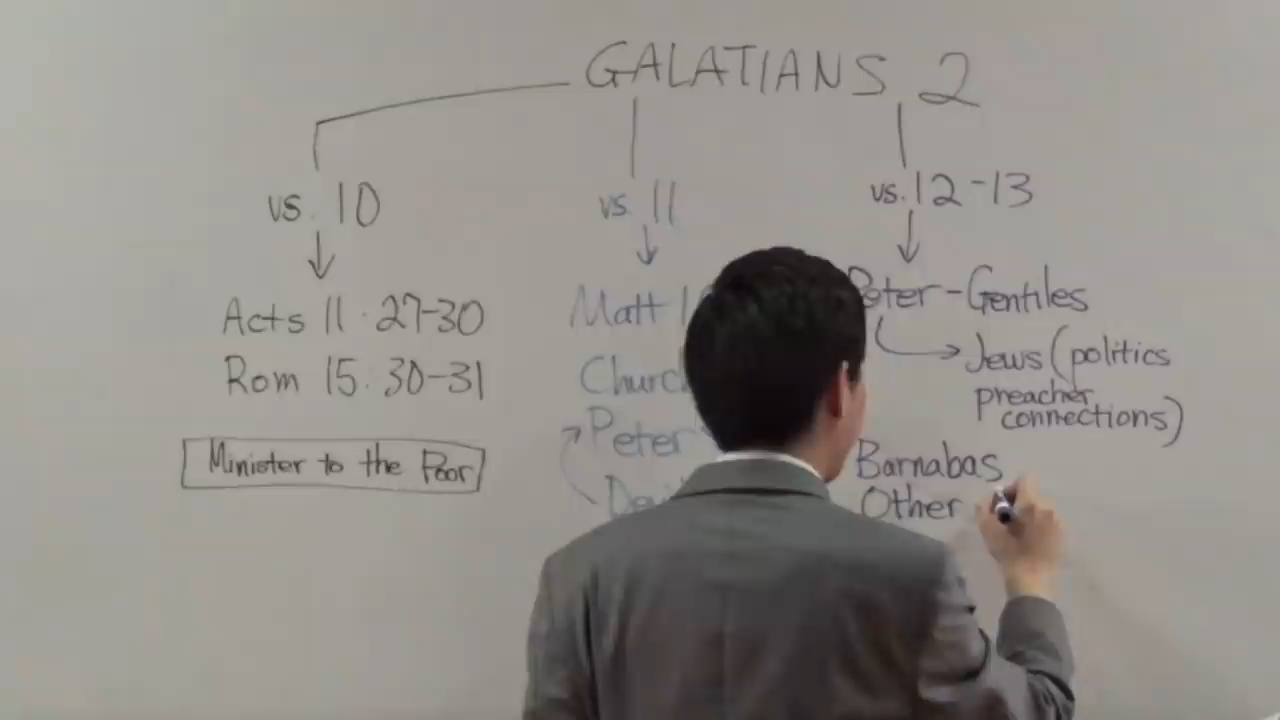 GALATIANS 2
vs. 10
Acts 11:27-30
Rom 15:30-31
Minister to the Poor
vs. 11
Matt
Peter
vs. 12-13
Peter-Gentiles
Jews (politics
preacher
connections)
Barnabas
Other